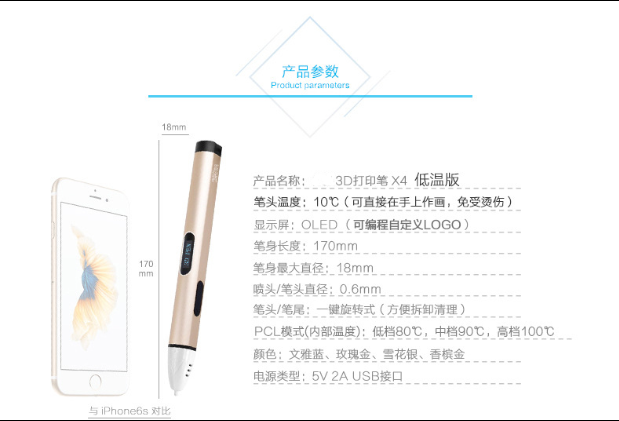 产品参数
Product parameters
18mm
170
mm
与 iPhone6s 对比
产品名称: 3D打印笔 X4 低温版
笔头温度: 10℃ (可直接在手上作画, 免受烫伤)
显示屏: OLED (可编程自定义LOGO)
笔身长度: 170mm
笔身最大直径: 18mm
喷头/笔头直径: 0.6mm
笔头/笔尾: 一键旋转式 (方便拆卸清理)
PCL模式(内部温度): 低档80℃, 中档90℃, 高档100℃
颜色: 文雅蓝、玫瑰金、雪花银、香槟金
电源类型: 5V 2A USB接口